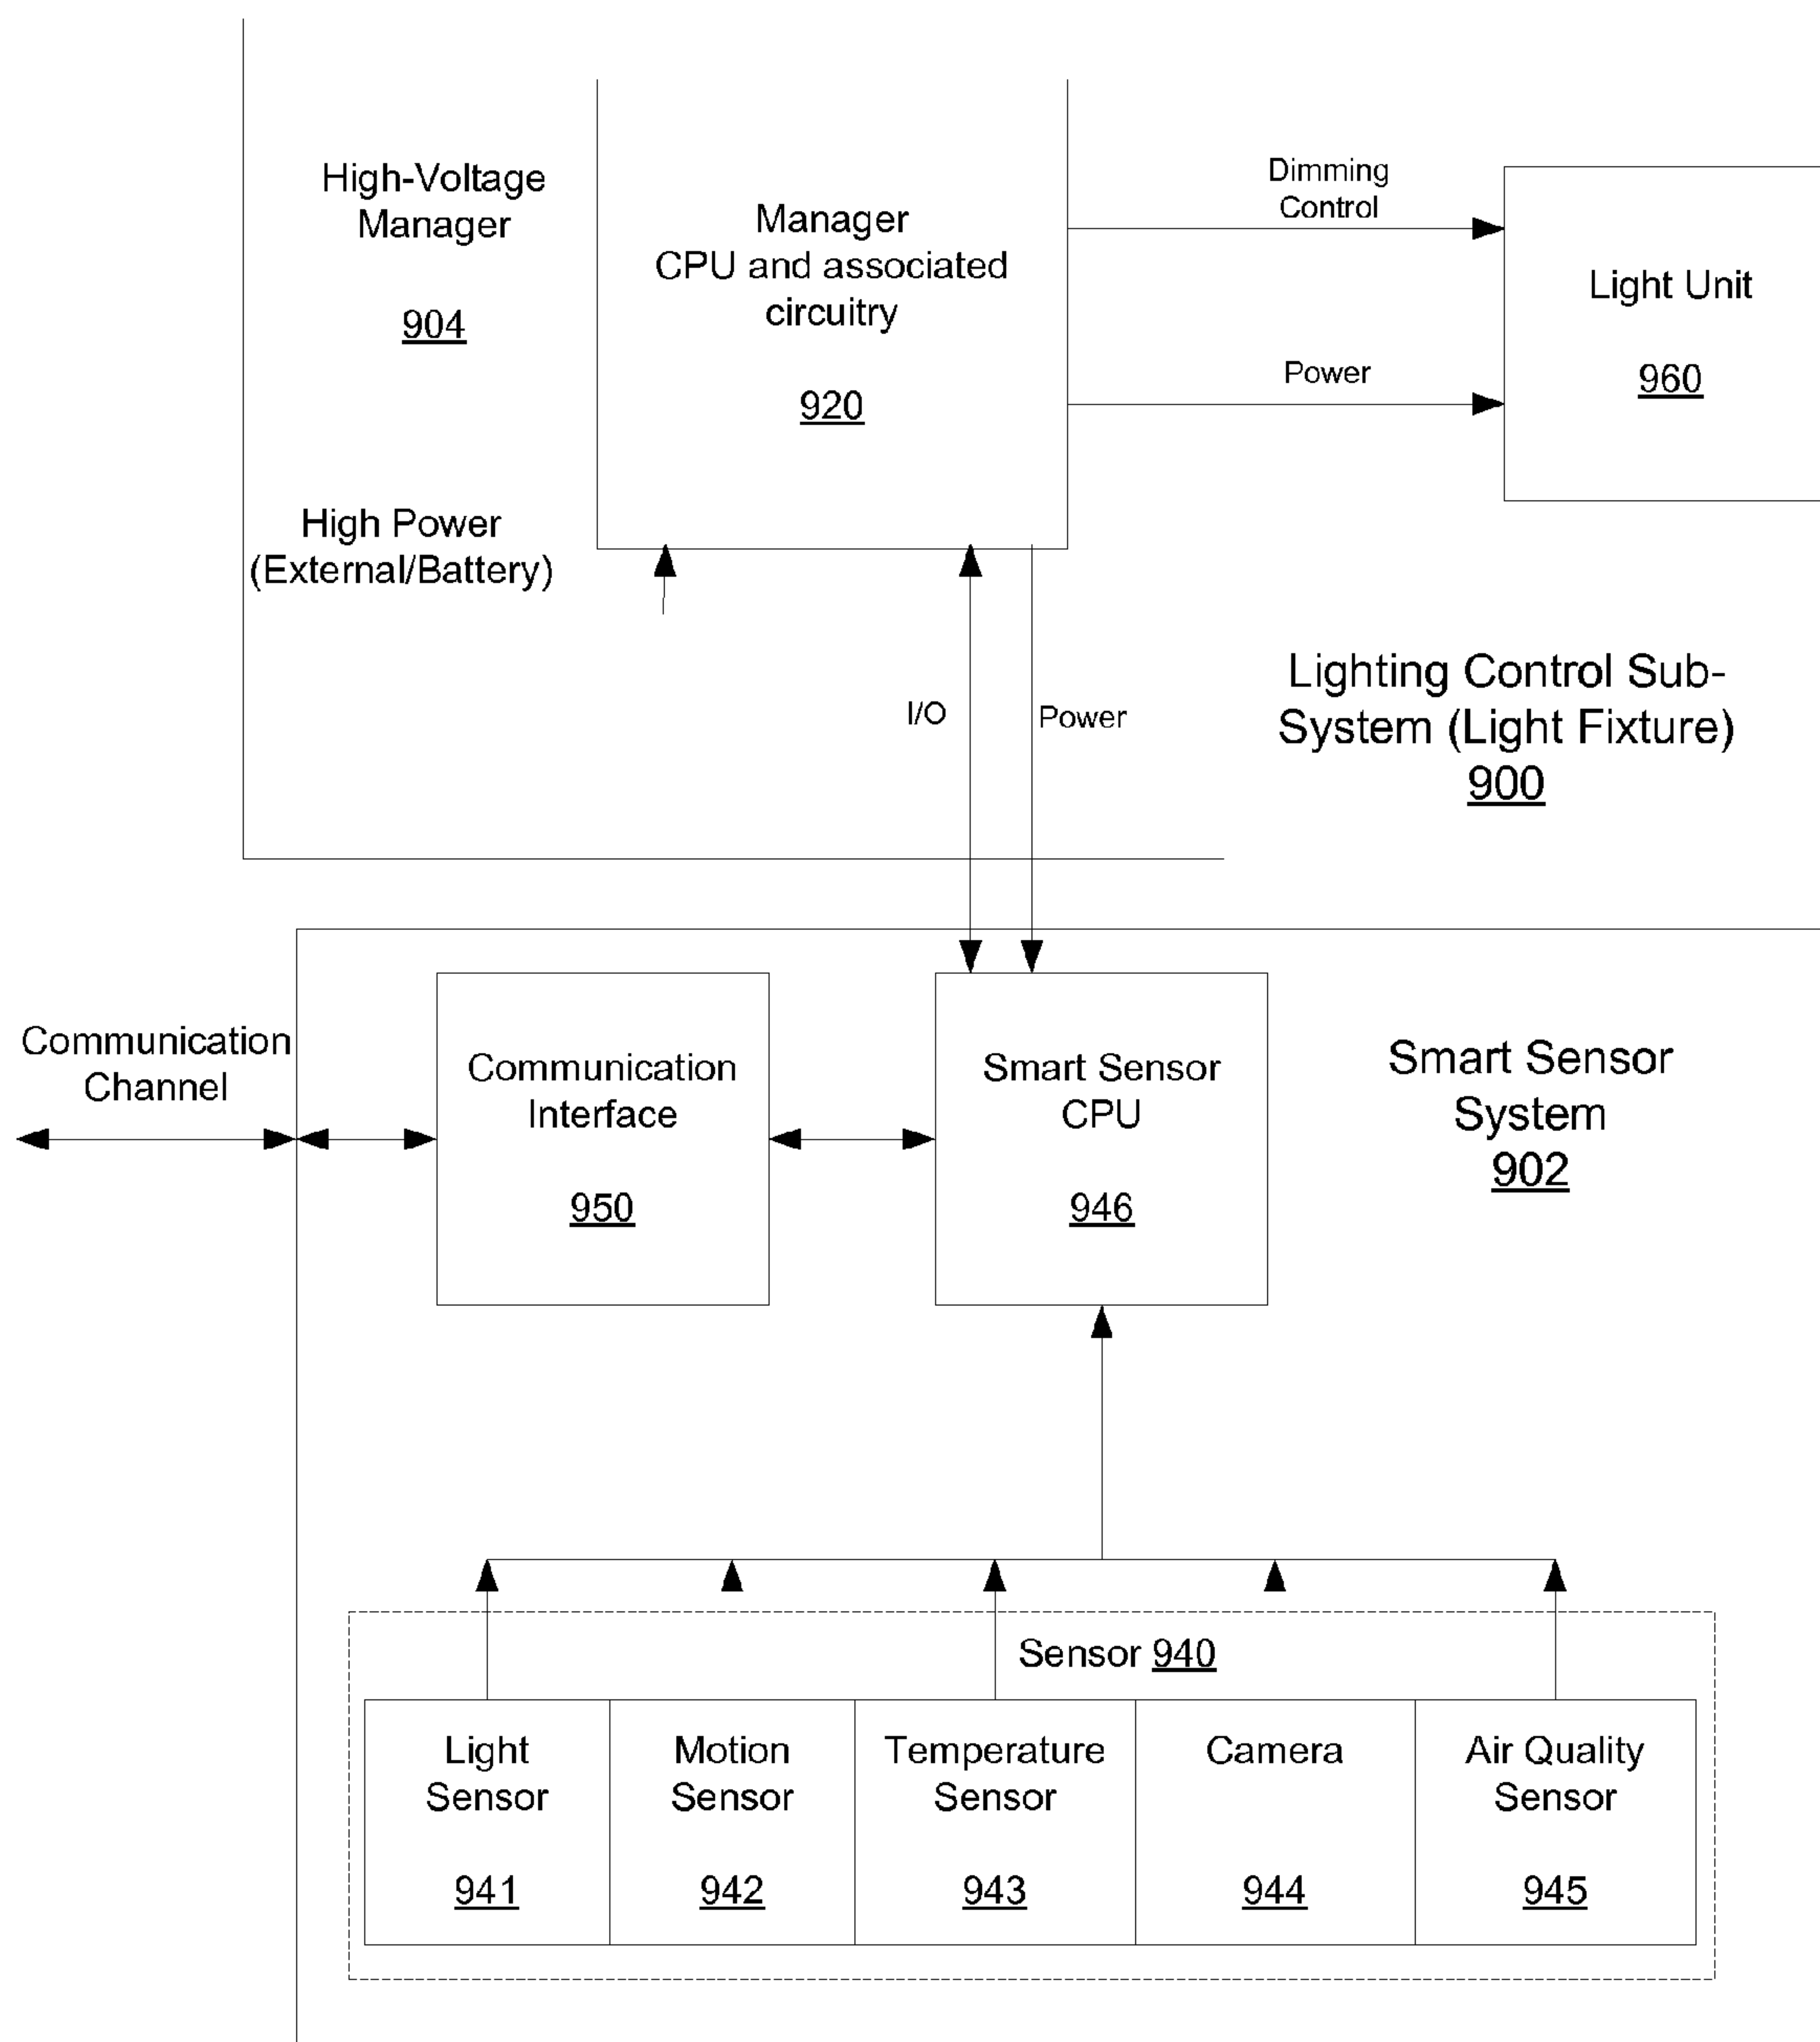 High-Voltage
Manager
904
Manager
CPU and associated
circuitry
920
Dimming
Control
Power
Light Unit
960
High Power
(External/Battery)
I/O
Power
Lighting Control Sub-
System (Light Fixture)
900
Communication
Channel
Communication
Interface
950
Smart Sensor
CPU
946
Smart Sensor
System
902
Sensor 940
Light
Sensor
941
Motion
Sensor
942
Temperature
Sensor
943
Camera
944
Air Quality
Sensor
945